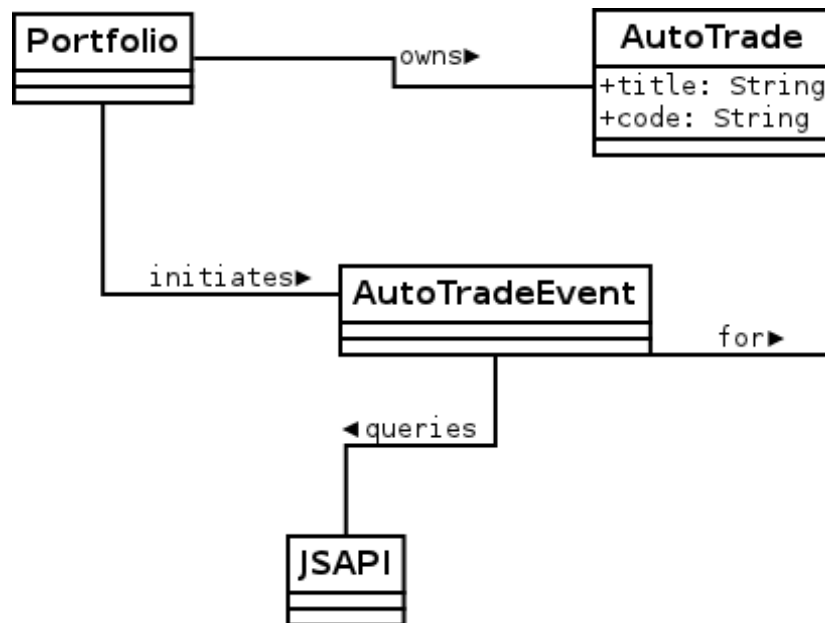 Portfolio
owns►
AutoTrade
+title: String
+code: String
initiates►
AutoTradeEvent
for►
◄queries
JSAPI